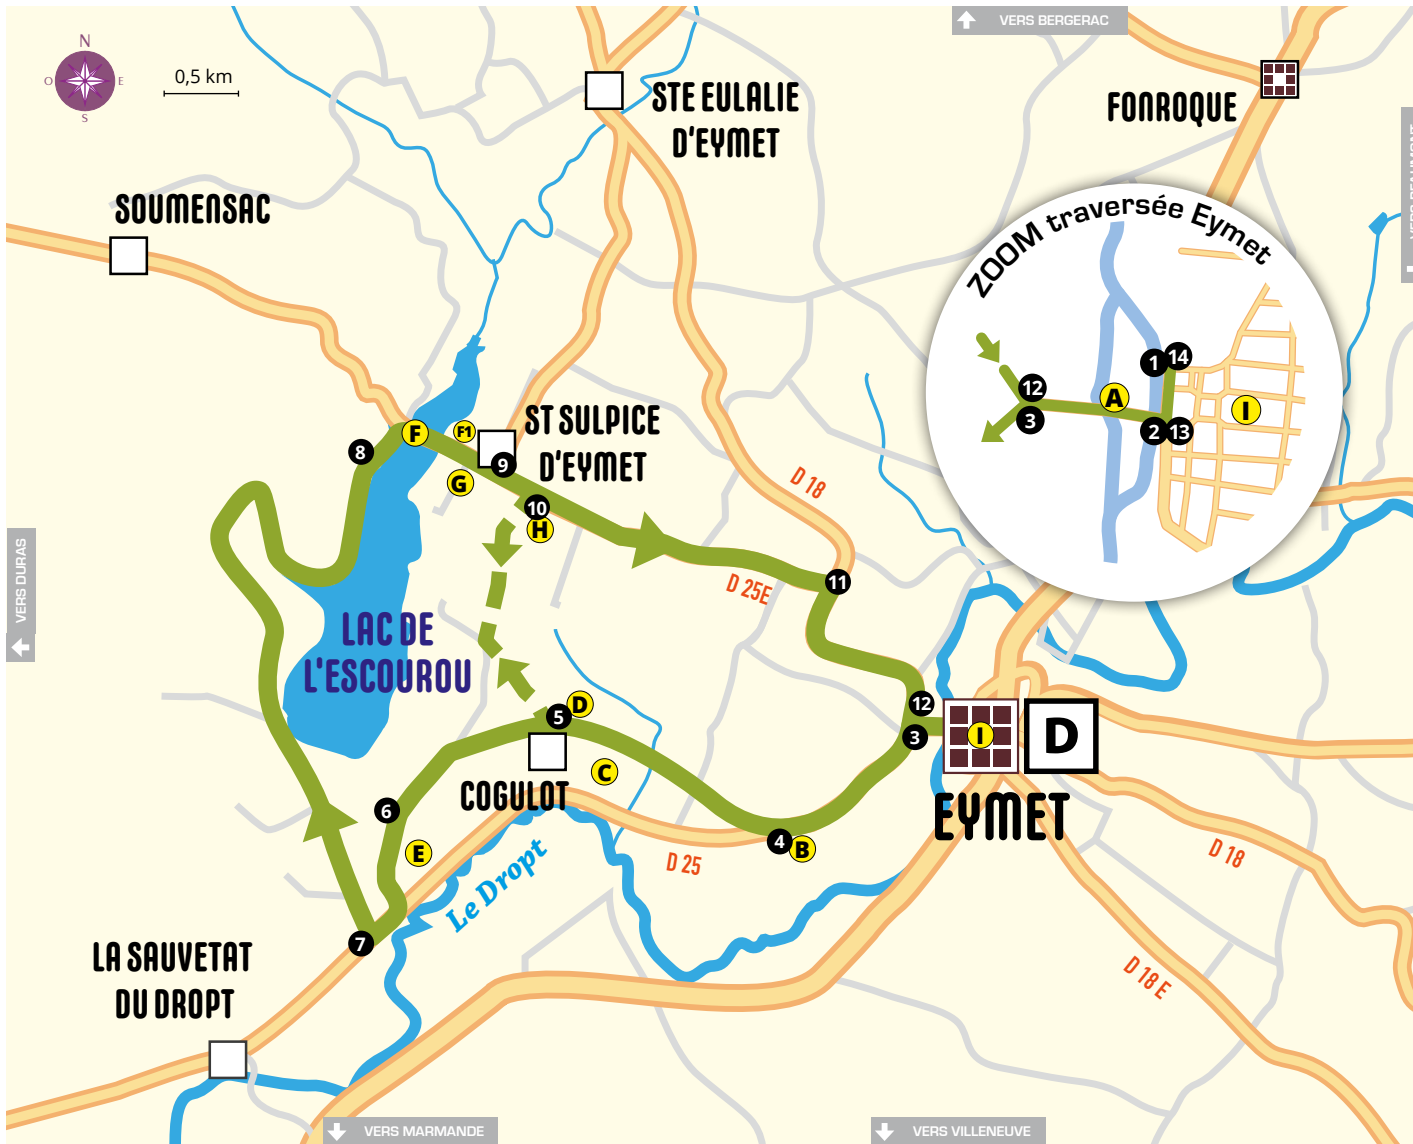 VERS BERGERAC
N
O
E
S
0,5 km
STE EULALIE
D'EYMET
FONROQUE
VERS BEAUMONT
SOUMENSAC
ZOOM traversée Eymet
1
14
12
A
3
I
2
13
F
F1
8
ST SULPICE
D'EYMET
9
G
10
H
D 18
11
D 25E
VERS DURAS
LAC DE
L'ESCOUROU
D
5
12
3
I
D
C
COGULOT
6
EYMET
4
B
E
D 25
D 18
Le Dropt
7
LA SAUVETAT
DU DROPT
D 18 E
VERS MARMANDE
VERS VILLENEUVE